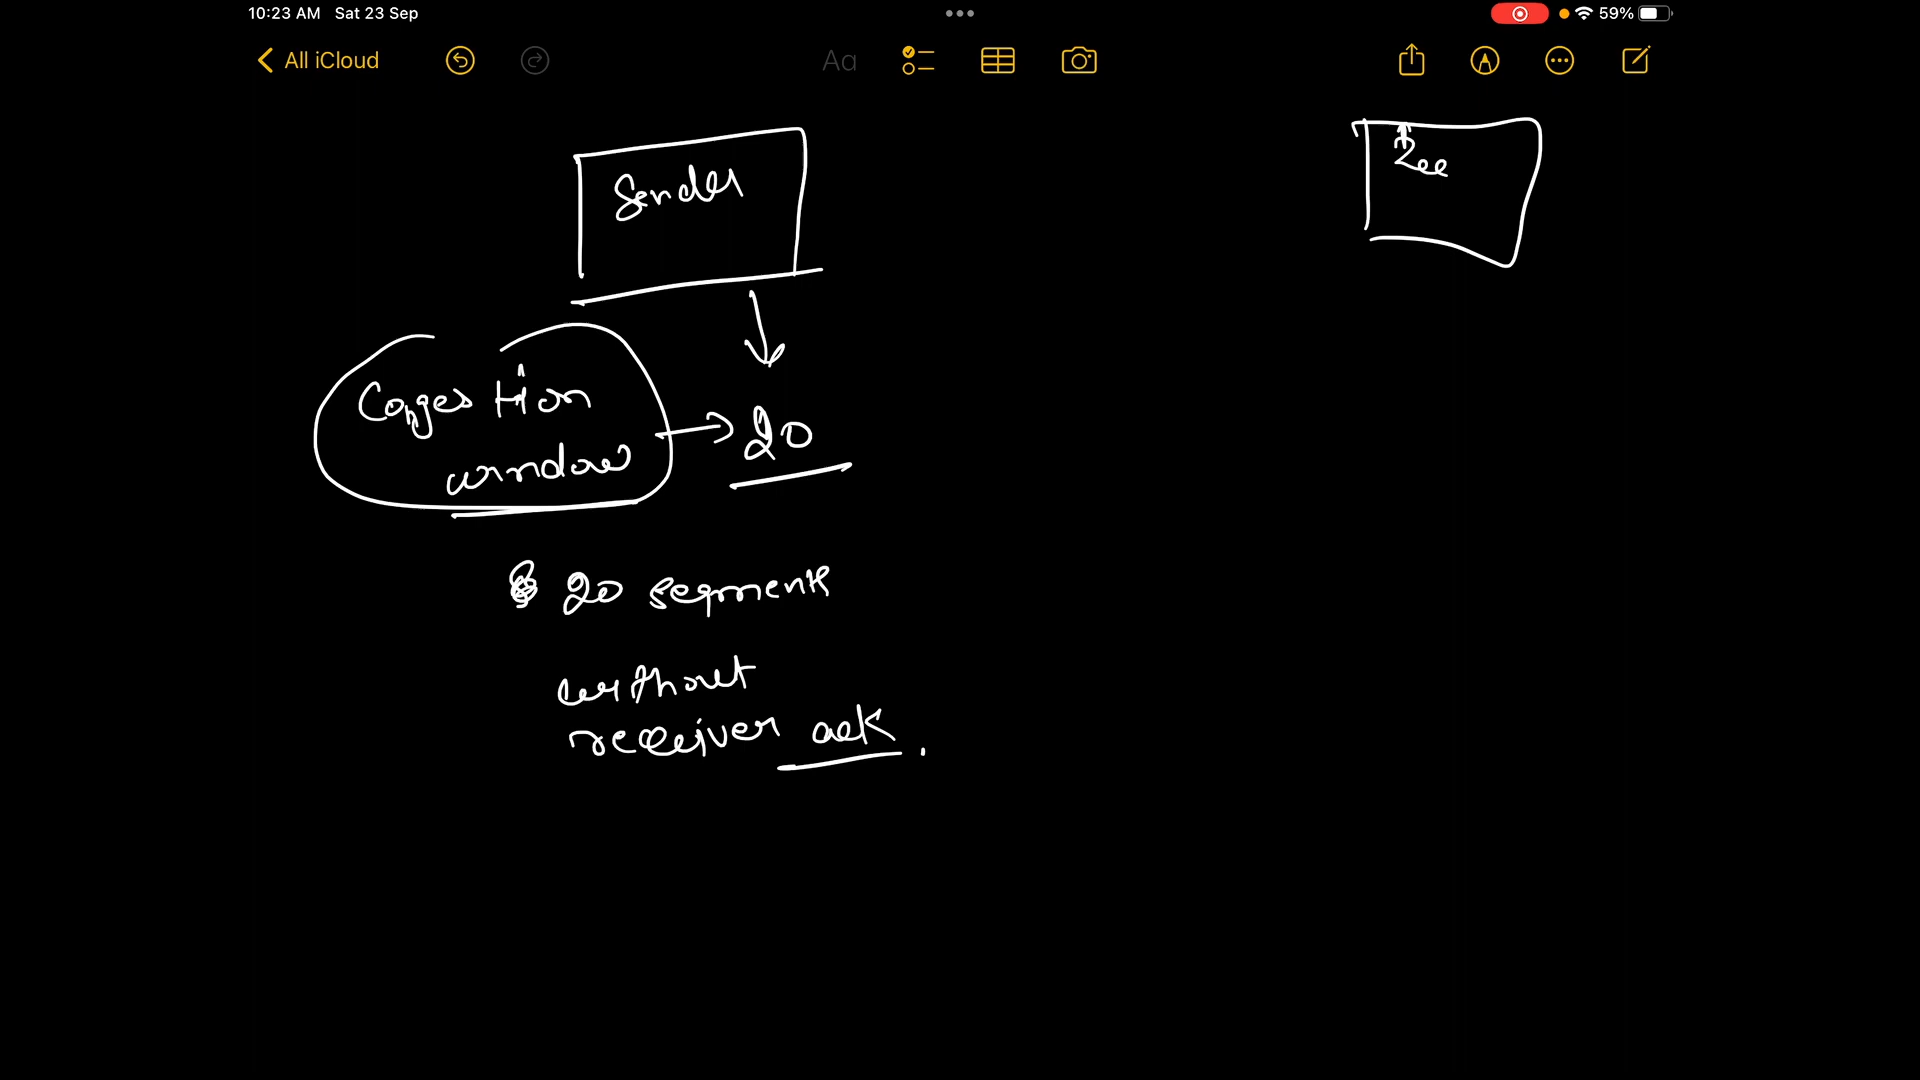 10:23 AM Sat 23 Sep
59%
All iCloud
Aa
Sender
Rec
Congestion
window
20
20 segments
without
receiver ack.